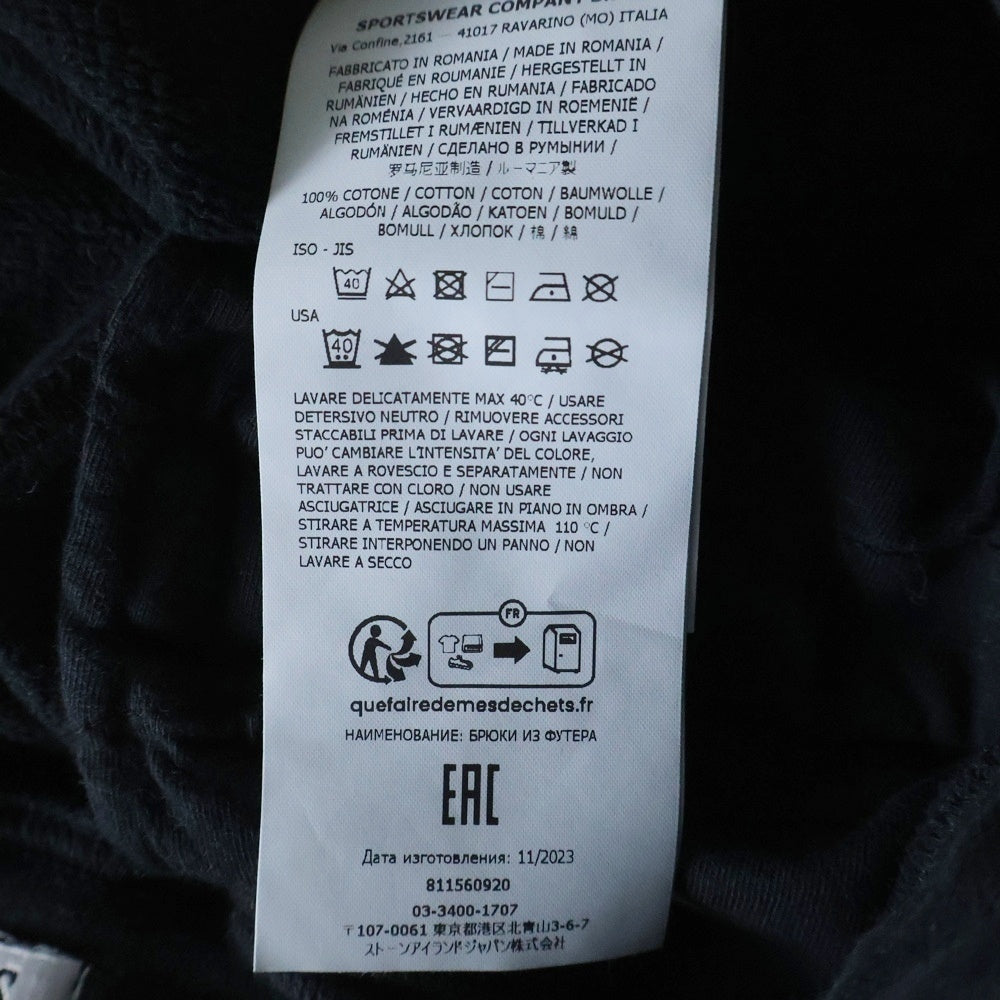 SPORTSWEAR COMPANY
Via Confine,2161 — 41017 RAVARINO (MO) ITALIA
FABBRICATO IN ROMANIA / MADE IN ROMANIA /
FABRIQUÉ EN ROUMANIE / HERGESTELLT IN
RUMÄNIEN / HECHO EN RUMANIA / FABRICADO
NA ROMÉNIA / VERVAARDIGD IN ROEMENIË /
FREMSTILLET I RUMÆNIEN / TILLVERKAD I
RUMÄNIEN / СДЕЛАНО В РУМЫНИИ /
罗马尼亚制造 / ルーマニア製
100% COTONE / COTTON / COTON / BAUMWOLLE /
ALGODÓN / ALGODÃO / KATOEN / BOMULD /
BOMULL / ХЛОПОК / 棉 / 綿
ISO - JIS
40
USA
40
LAVARE DELICATAMENTE MAX 40°C / USARE
DETERSIVO NEUTRO / RIMUOVERE ACCESSORI
STACCABILI PRIMA DI LAVARE / OGNI LAVAGGIO
PUO' CAMBIARE L'INTENSITA' DEL COLORE,
LAVARE A ROVESCIO E SEPARATAMENTE / NON
TRATTARE CON CLORO / NON USARE
ASCIUGATRICE / ASCIUGARE IN PIANO IN OMBRA /
STIRARE A TEMPERATURA MASSIMA 110 °C /
STIRARE INTERPONENDO UN PANNO / NON
LAVARE A SECCO
FR
quefairedemesdechets.fr
НАИМЕНОВАНИЕ: БРЮКИ ИЗ ФУТЕРА
EAC
Дата изготовления: 11/2023
811560920
03-3400-1707
〒107-0061 東京都港区北青山3-6-7
ストーンアイランドジャパン株式会社
S